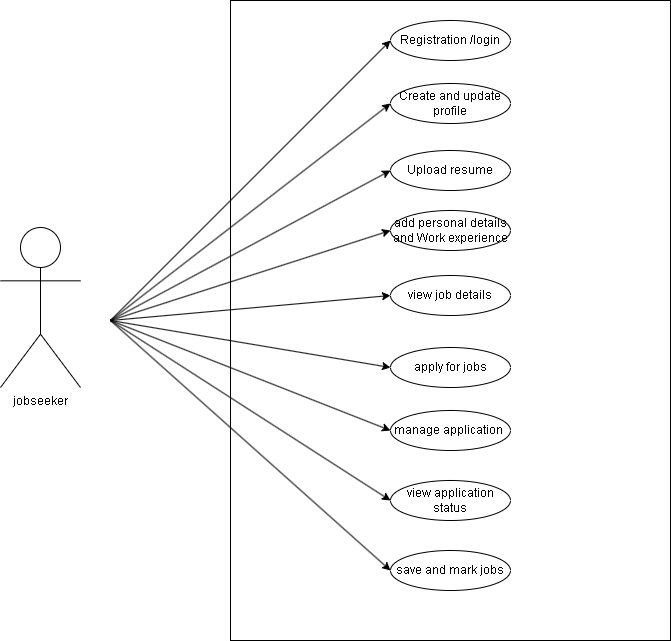 Registration /login
Create and update
profile
Upload resume
add personal details
and Work experience
view job details
apply for jobs
jobseeker
manage application
view application
status
save and mark jobs